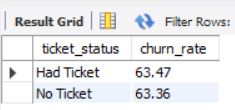 Result Grid Filter Rows:
ticket_status churn_rate
Had Ticket 63.47
No Ticket 63.36